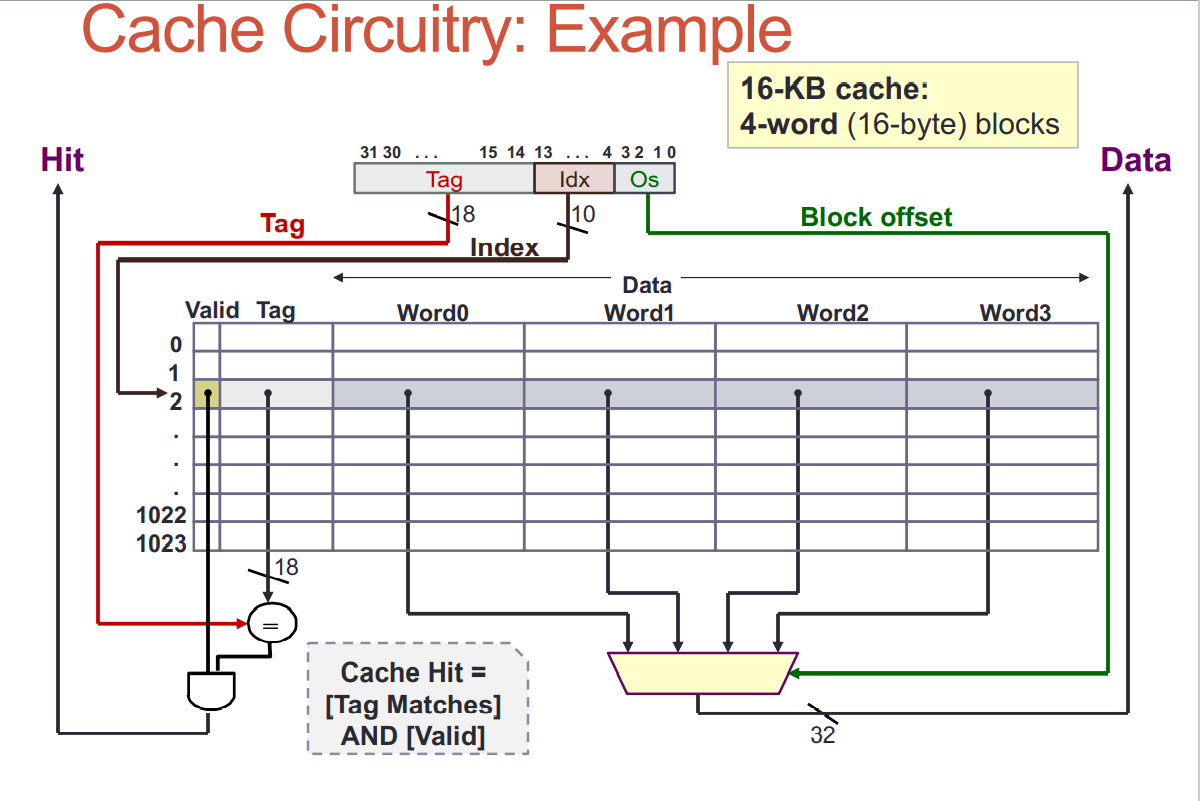 Cache Circuitry: Example
16-KB cache:
4-word (16-byte) blocks
Hit
Data
31 30 ... 15 14 13 ... 4 3 2 1 0
Tag Idx Os
18
10
Tag
Index
Block offset
Data
Valid Tag Word0 Word1 Word2 Word3
0
1
2
.
.
.
1022
1023
18
=
Cache Hit =
[Tag Matches]
AND [Valid]
32